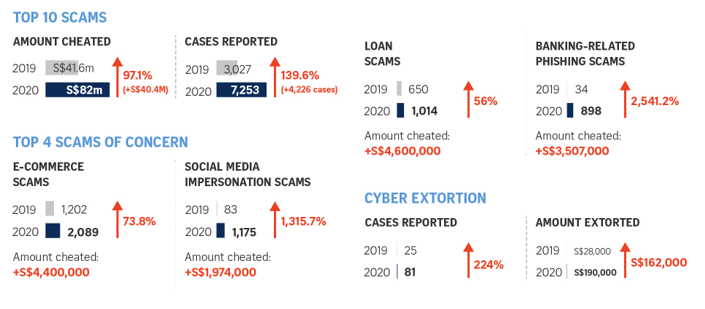 TOP 10 SCAMS
AMOUNT CHEATED
2019 S$41.6m
2020 S$82m
97.1%
(+S$40.4M)
CASES REPORTED
2019 3,027
2020 7,253
139.6%
(+4,226 cases)
TOP 4 SCAMS OF CONCERN
E-COMMERCE
SCAMS
2019 1,202
2020 2,089
73.8%
Amount cheated:
+S$4,400,000
SOCIAL MEDIA
IMPERSONATION SCAMS
2019 83
2020 1,175
1,315.7%
Amount cheated:
+S$1,974,000
LOAN
SCAMS
2019 650
2020 1,014
56%
Amount cheated:
+S$4,600,000
BANKING-RELATED
PHISHING SCAMS
2019 34
2020 898
2,541.2%
Amount cheated:
+S$3,507,000
CYBER EXTORTION
CASES REPORTED
2019 25
2020 81
224%
AMOUNT EXTORTED
2019 S$28,000
2020 S$190,000
S$162,000